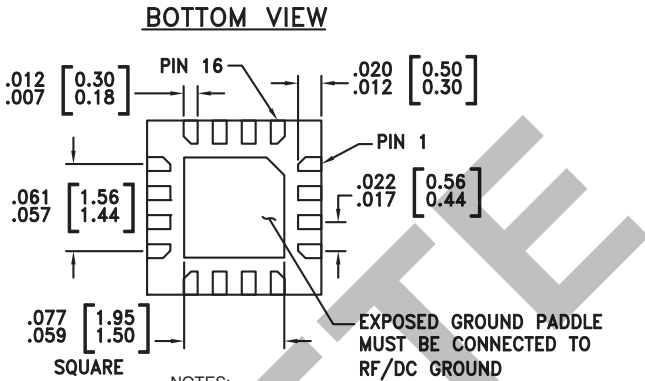 BOTTOM VIEW
.012 [0.30]
.007 [0.18]
PIN 16
.020 [0.50]
.012 [0.30]
PIN 1
.061 [1.56]
.057 [1.44]
.022 [0.56]
.017 [0.44]
.077 [1.95]
.059 [1.50]
SQUARE
EXPOSED GROUND PADDLE
MUST BE CONNECTED TO
RF/DC GROUND
NOTES: